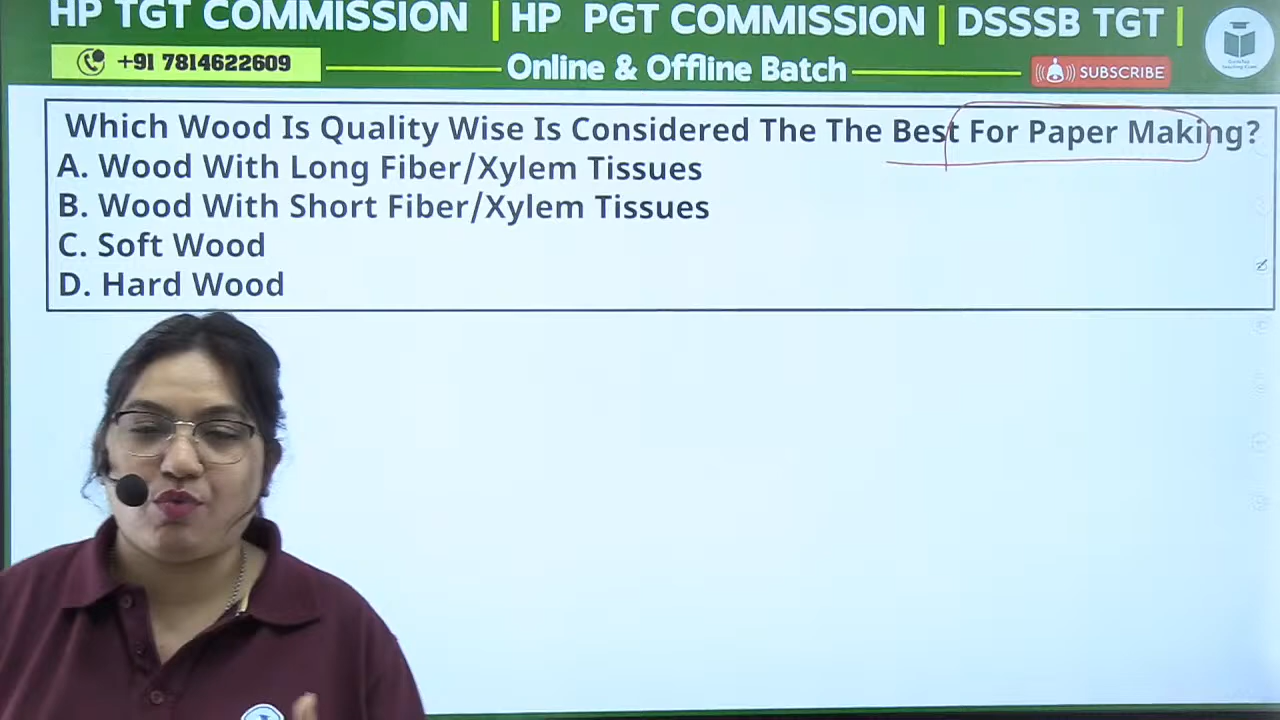 HP TGT COMMISSION | HP PGT COMMISSION | DSSSB TGT |
+91 7814622609
Online & Offline Batch
SUBSCRIBE
Which Wood Is Quality Wise Is Considered The The Best For Paper Making?
A. Wood With Long Fiber/Xylem Tissues
B. Wood With Short Fiber/Xylem Tissues
C. Soft Wood
D. Hard Wood